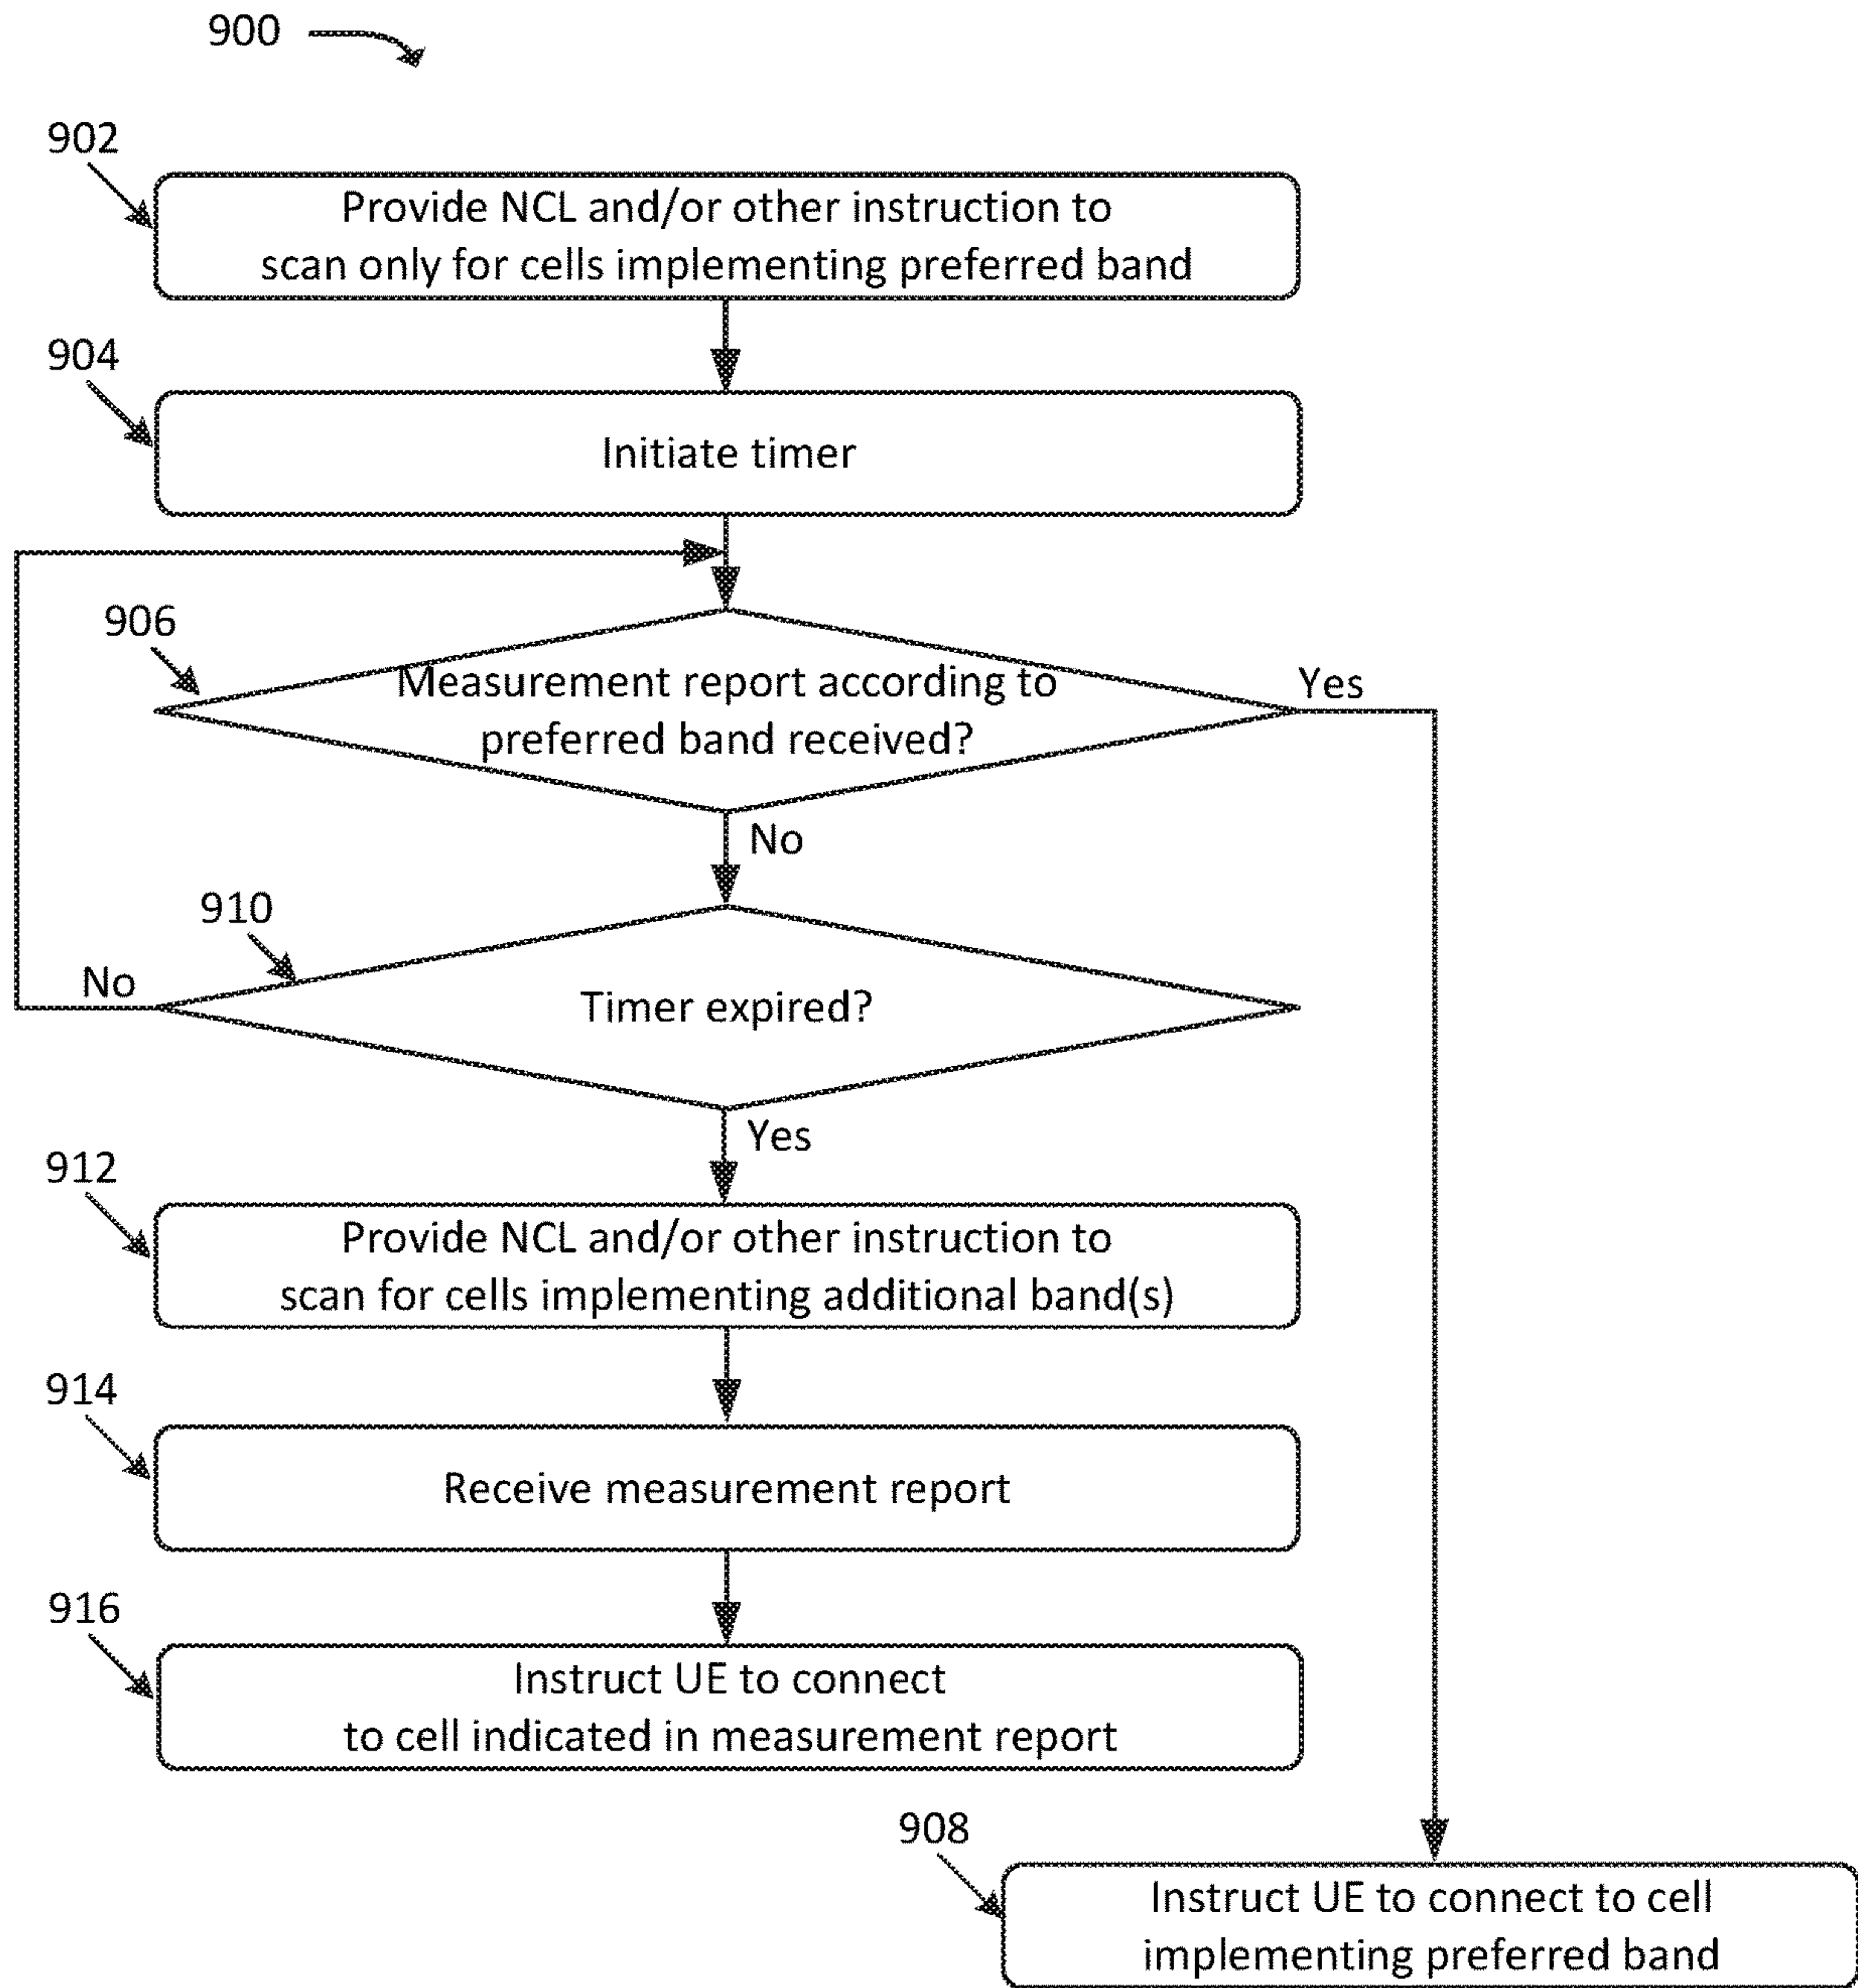 900
902
Provide NCL and/or other instruction to
scan only for cells implementing preferred band
904
Initiate timer
906
Measurement report according to
preferred band received?
Yes
No
910
Timer expired?
No
Yes
912
Provide NCL and/or other instruction to
scan for cells implementing additional band(s)
914
Receive measurement report
916
Instruct UE to connect
to cell indicated in measurement report
908
Instruct UE to connect to cell
implementing preferred band